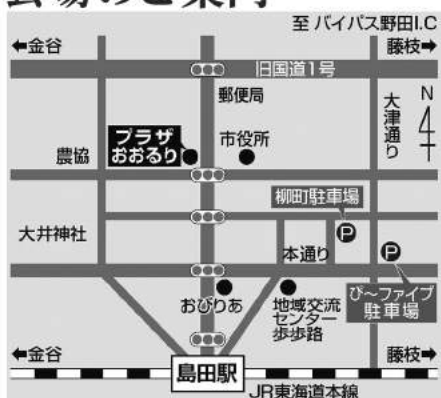 会場のご案内
至 バイパス野田I.C
⬅金谷
藤枝➡
旧国道1号
郵便局
大津通り
N
プラザ
おおるり
市役所
農協
柳町駐車場
大井神社
本通り
P
P
おびりあ
地域交流
センター
歩歩路
ぴ〜ファイブ
駐車場
⬅金谷
藤枝➡
島田駅
JR東海道本線